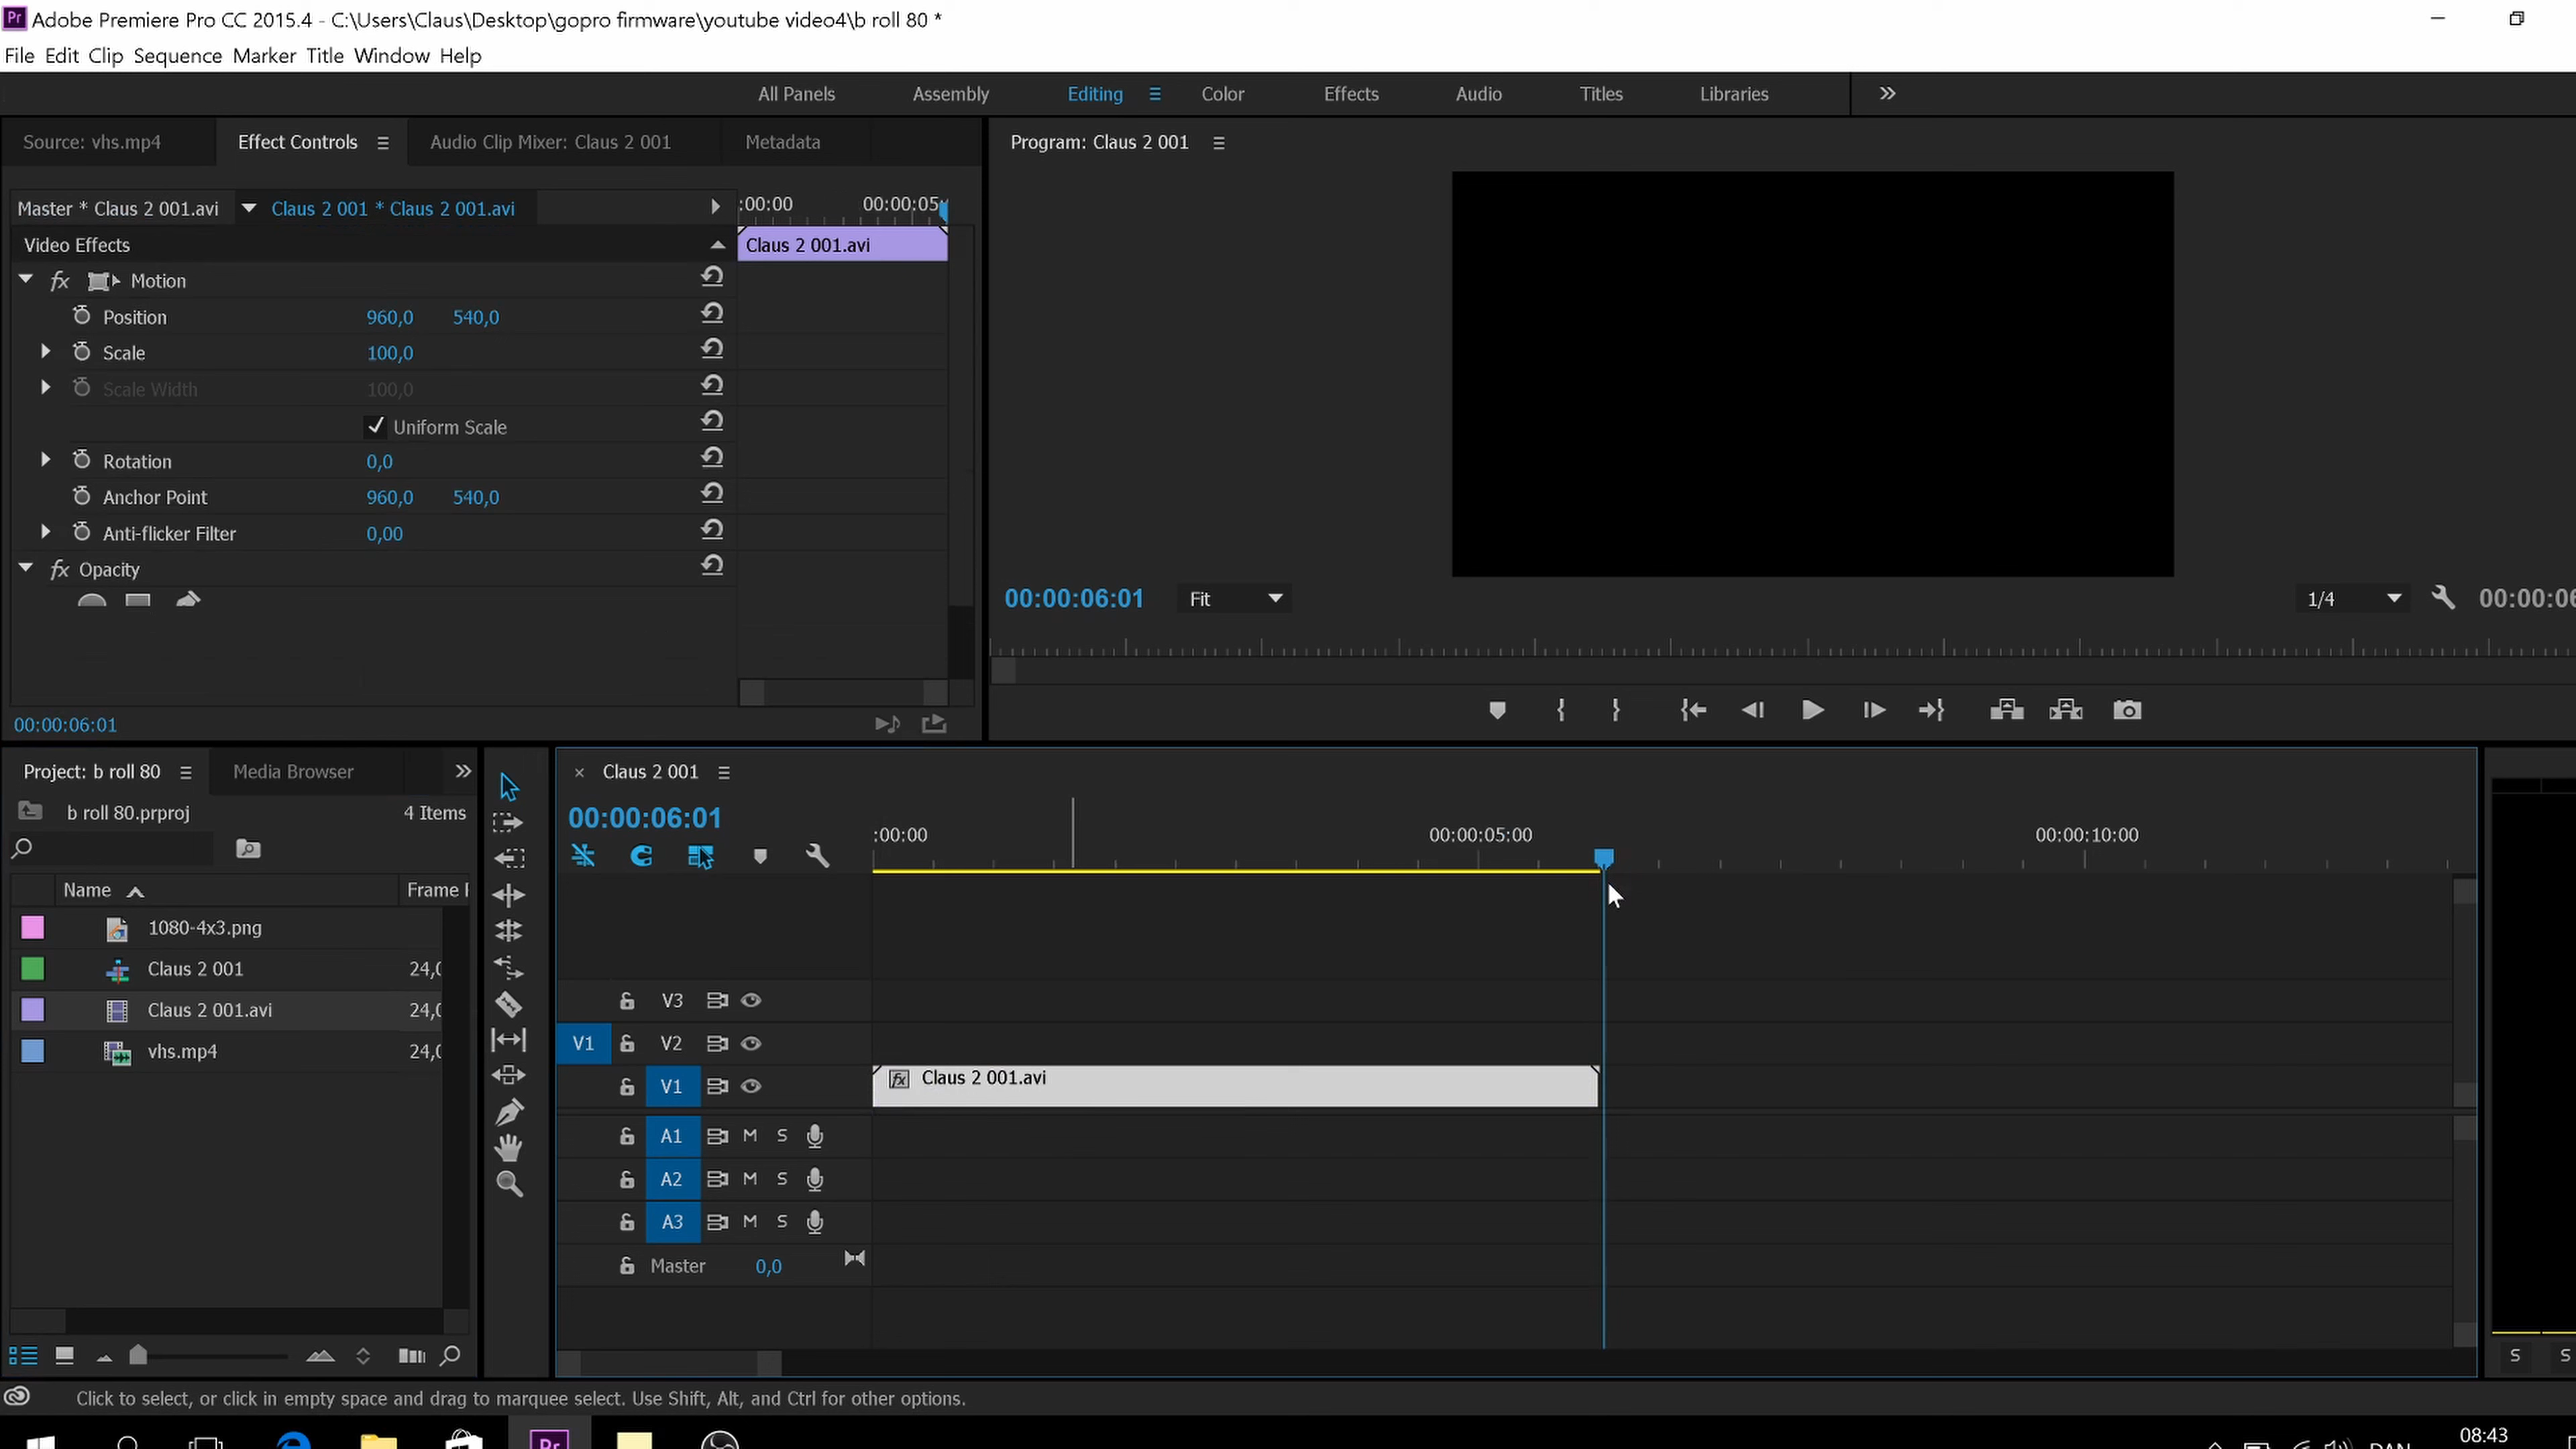 Pr Adobe Premiere Pro CC 2015.4 - C:\Users\Claus\Desktop\gopro firmware\youtube video4\b roll 80 *
File Edit Clip Sequence Marker Title Window Help
All Panels Assembly Editing Color Effects Audio Titles Libraries
Source: vhs.mp4 Effect Controls Audio Clip Mixer: Claus 2 001 Metadata
Program: Claus 2 001
Master * Claus 2 001.avi Claus 2 001 * Claus 2 001.avi
:00:00 00:00:05:
Video Effects
Claus 2 001.avi
fx Motion
Position 960,0 540,0
Scale 100,0
Scale Width 100,0
Uniform Scale
Rotation 0,0
Anchor Point 960,0 540,0
Anti-flicker Filter 0,00
fx Opacity
00:00:06:01
00:00:06:01 Fit 1/4 00:00:06
Project: b roll 80 Media Browser
b roll 80.prproj 4 Items
Name Frame
1080-4x3.png
Claus 2 001 24,0
Claus 2 001.avi 24,0
vhs.mp4 24,0
Claus 2 001
00:00:06:01
:00:00 00:00:05:00 00:00:10:00
V3
V1 V2
V1
fx Claus 2 001.avi
A1 M S
A2 M S
A3 M S
Master 0,0
S S
Click to select, or click in empty space and drag to marquee select. Use Shift, Alt, and Ctrl for other options.
Pr
DAN
08:43